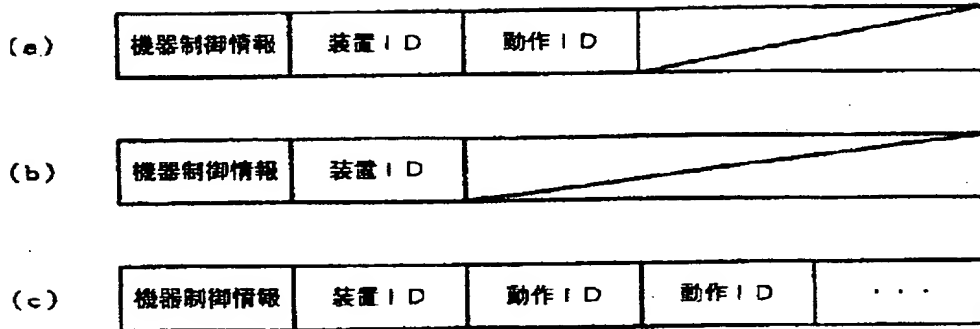 (a) 機器制御情報 装置ID 動作ID
(b) 機器制御情報 装置ID
(c) 機器制御情報 装置ID 動作ID 動作ID ・・・